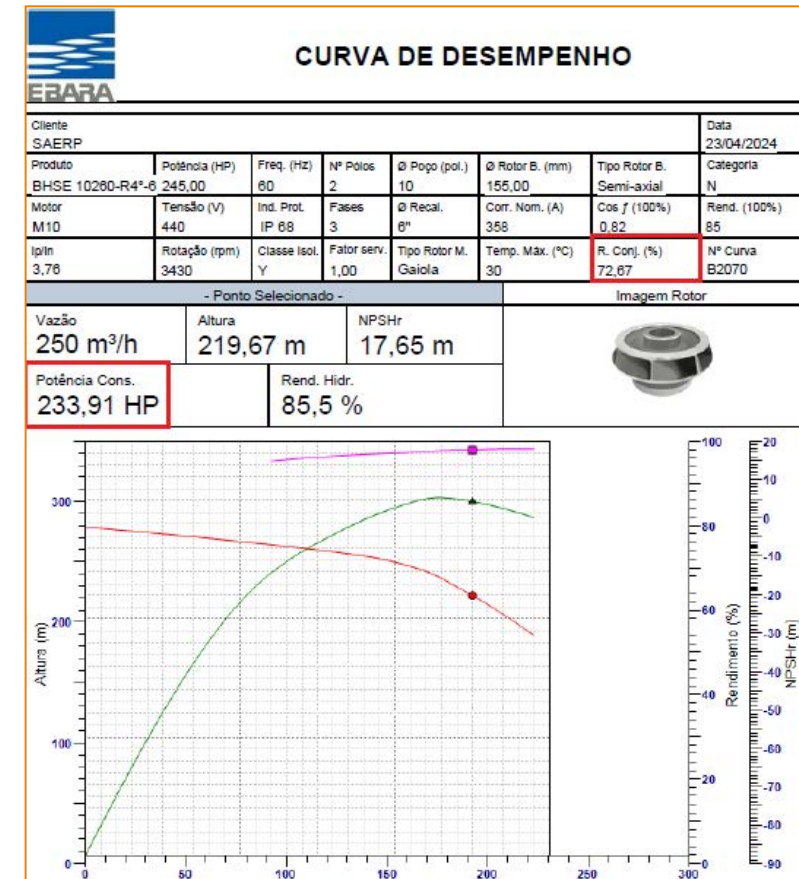 EBARA
CURVA DE DESEMPENHO
Cliente Data
SAERP 23/04/2024
Produto Potência (HP) Freq. (Hz) Nº Pólos Ø Poço (pol.) Ø Rotor B. (mm) Tipo Rotor B. Categoria
BHSE 10260-R4ª-6 245,00 60 2 10 155,00 Semi-axial N
Motor Tensão (V) Ind. Prot. Fases Ø Recal. Corr. Nom. (A) Cos ƒ (100%) Rend. (100%)
M10 440 IP 68 3 6" 358 0,82 85
Ip/In Rotação (rpm) Classe Isol. Fator serv. Tipo Rotor M. Temp. Máx. (ºC) R. Conj. (%) Nº Curva
3,76 3430 Y 1,00 Gaiola 30 72,67 B2070
- Ponto Selecionado - Imagem Rotor
Vazão Altura NPSHr
250 m³/h 219,67 m 17,65 m
Potência Cons. Rend. Hidr.
233,91 HP 85,5 %
Altura (m)
300
200
100
0
0 50 100 150 200 250 300
Rendimento (%)
100
80
60
40
20
0
NPSHr (m)
20
10
0
-10
-20
-30
-40
-50
-60
-70
-80
-90